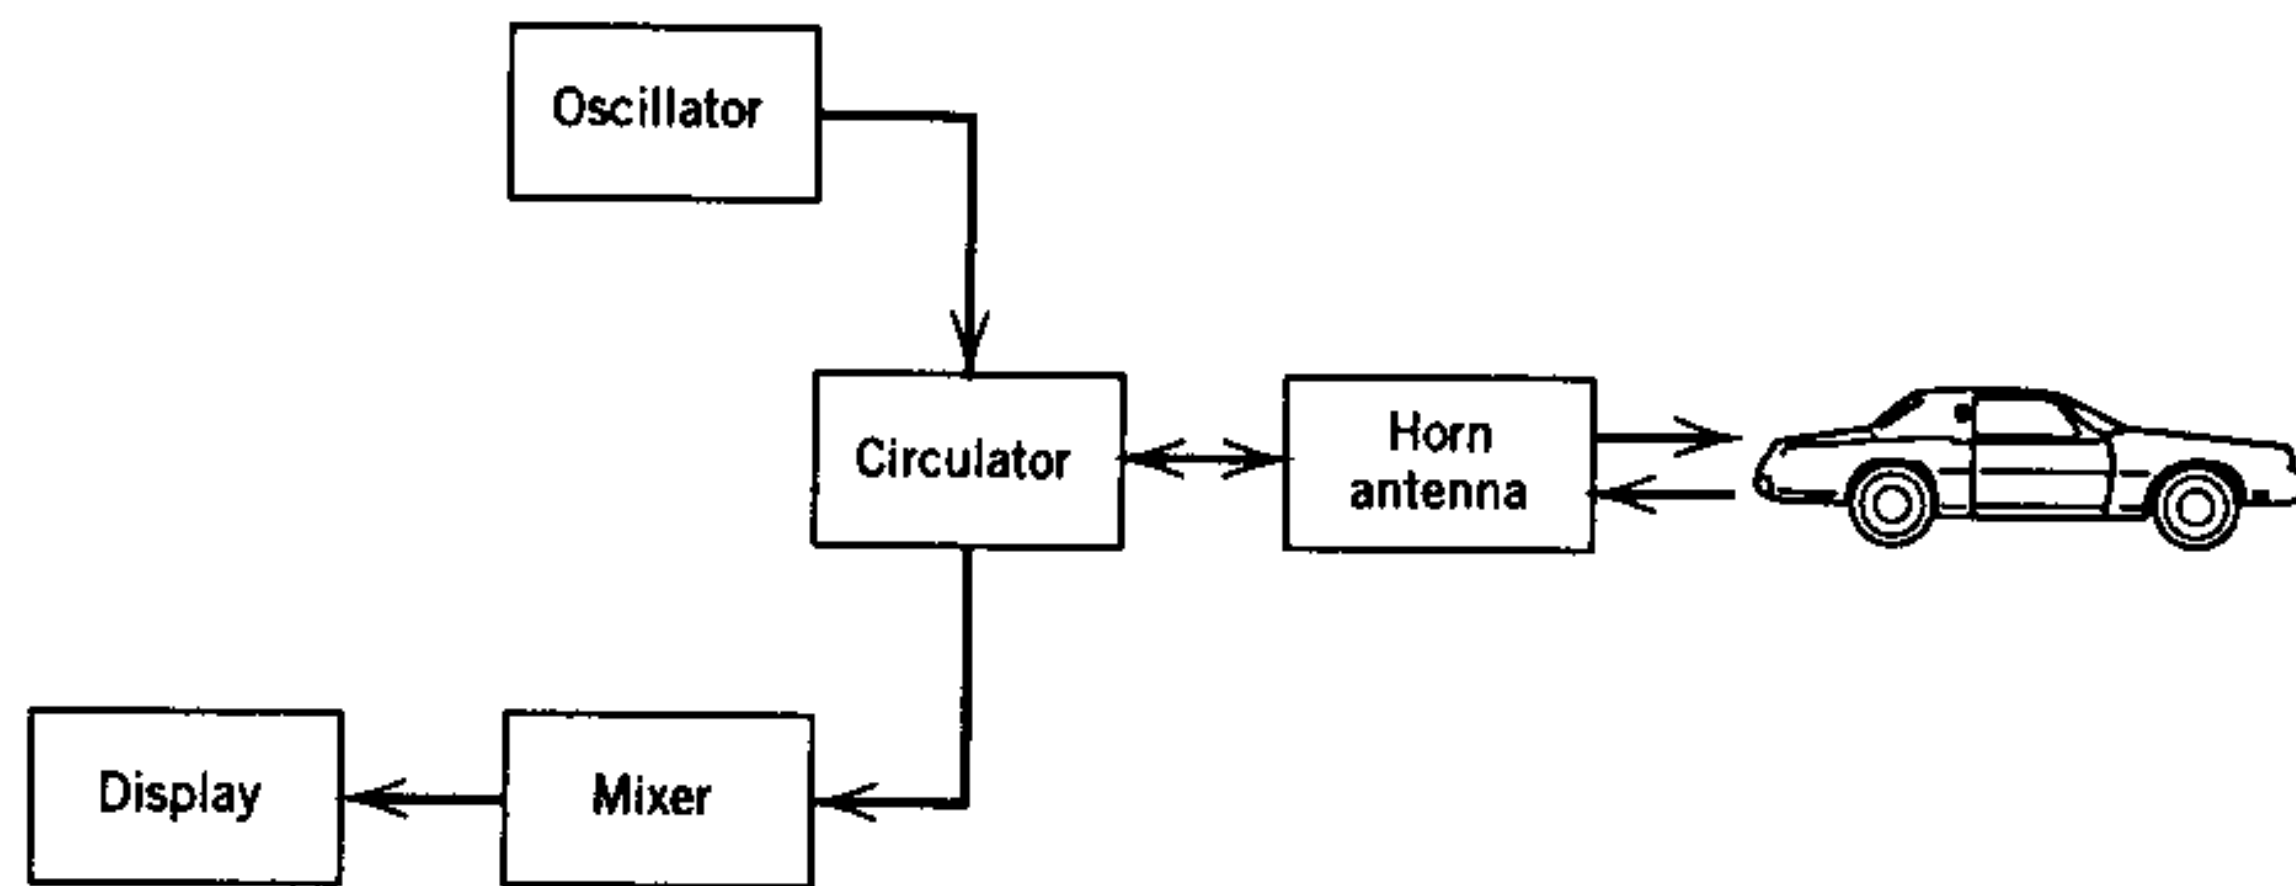 Oscillator
Circulator
Horn
antenna
Display
Mixer